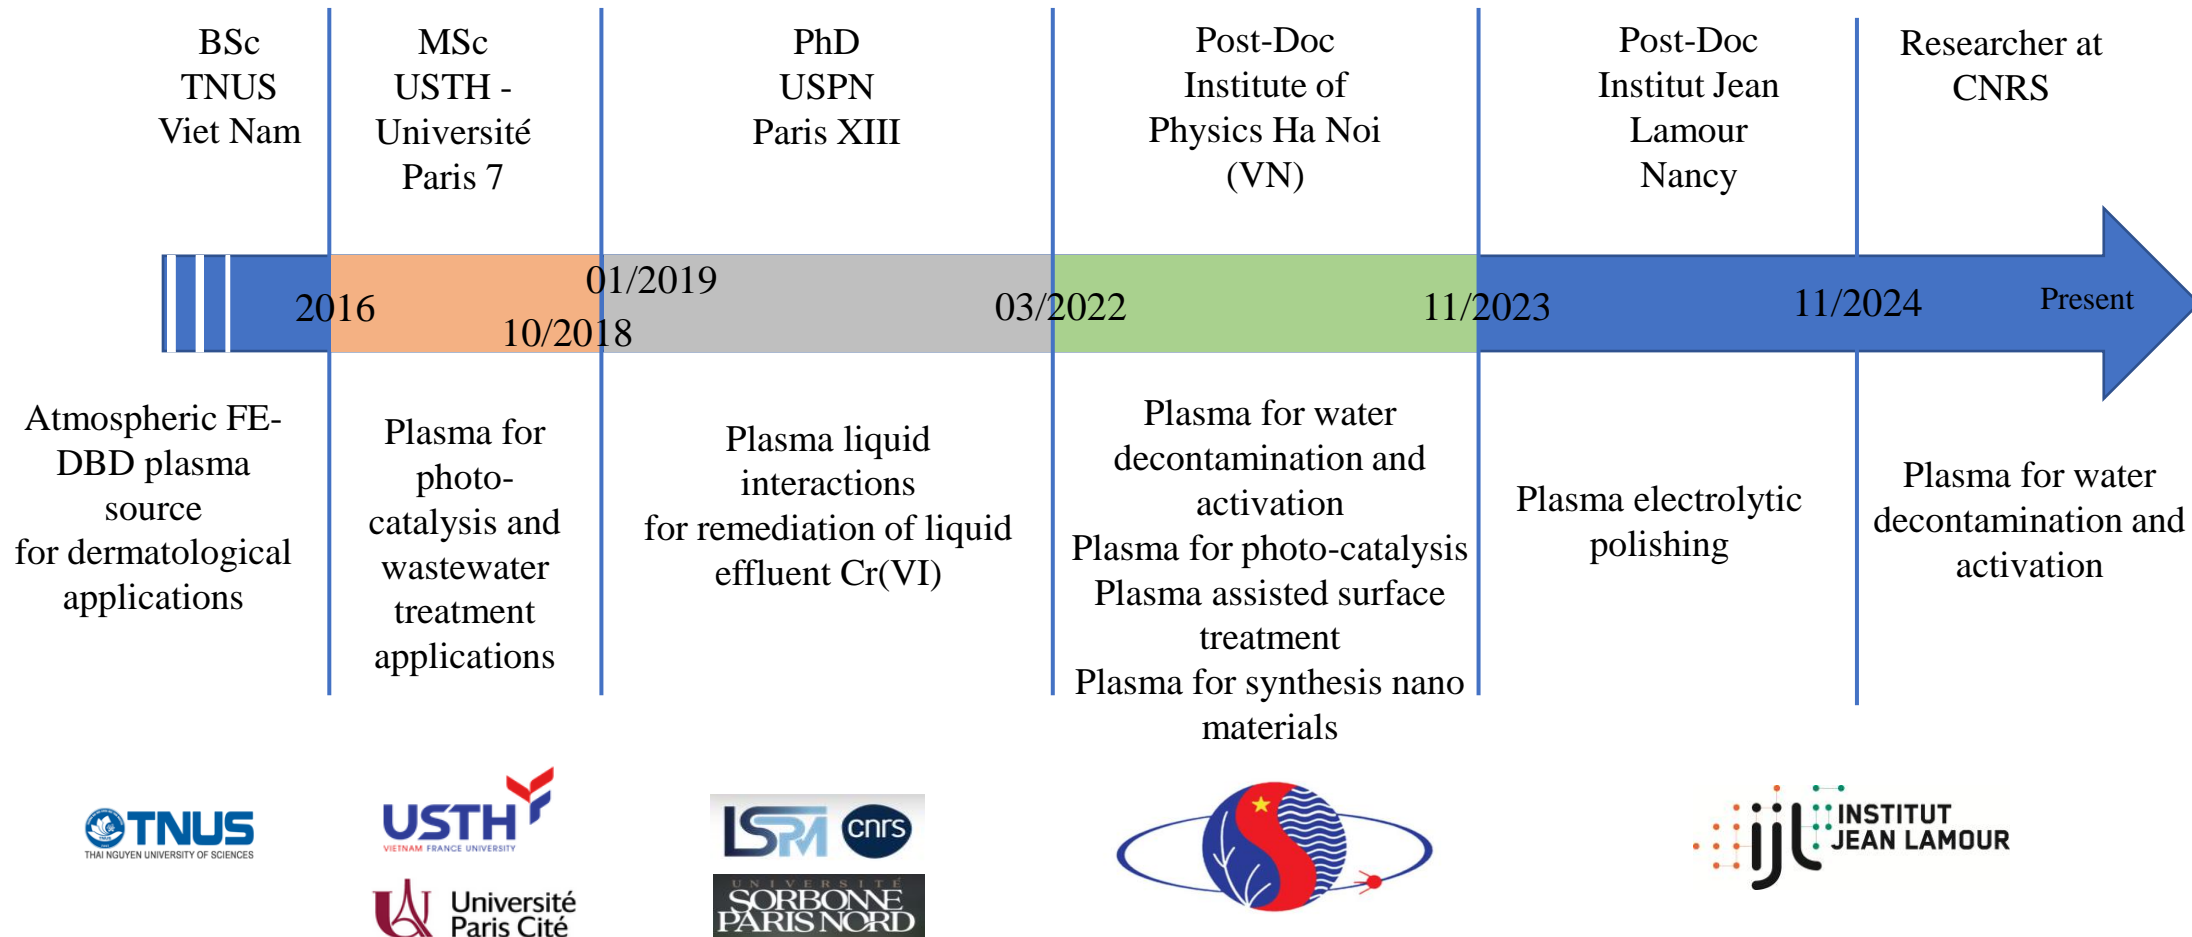 BSc
TNUS
Viet Nam
MSc
USTH -
Université
Paris 7
PhD
USPN
Paris XIII
Post-Doc
Institute of
Physics Ha Noi
(VN)
Post-Doc
Institut Jean
Lamour
Nancy
Researcher at
CNRS
2016
10/2018
01/2019
03/2022
11/2023
11/2024
Present
Atmospheric FE-
DBD plasma
source
for dermatological
applications
Plasma for
photo-
catalysis and
wastewater
treatment
applications
Plasma liquid
interactions
for remediation of liquid
effluent Cr(VI)
Plasma for water
decontamination and
activation
Plasma for photo-catalysis
Plasma assisted surface
treatment
Plasma for synthesis nano
materials
Plasma electrolytic
polishing
Plasma for water
decontamination and
activation
TNUS
THAI NGUYEN UNIVERSITY OF SCIENCES
USTH
VIETNAM FRANCE UNIVERSITY
Université
Paris Cité
LSPM
cnrs
UNIVERSITÉ
SORBONNE
PARIS NORD
ijl
INSTITUT
JEAN LAMOUR